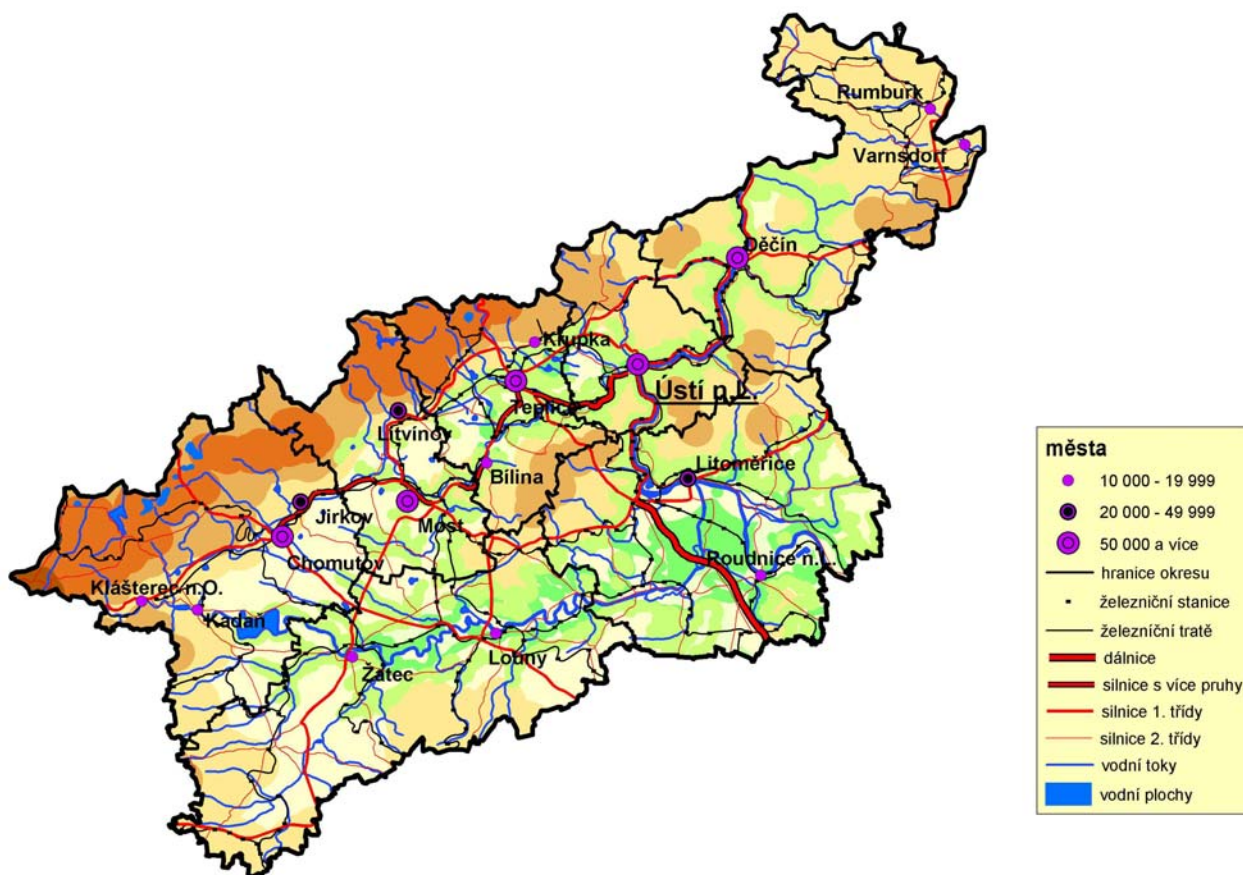 Rumburk
Varnsdorf
Děčín
Krupka
Ústí n.L.
Teplice
Litvínov
Bílina
Litoměřice
Jirkov
Most
Chomutov
Roudnice n.L.
Klášterec n.O.
Kadaň
Louny
Žatec
města
10 000 - 19 999
20 000 - 49 999
50 000 a více
hranice okresu
železniční stanice
železníční tratě
dálnice
silnice s více pruhy
silnice 1. třídy
silnice 2. třídy
vodní toky
vodní plochy